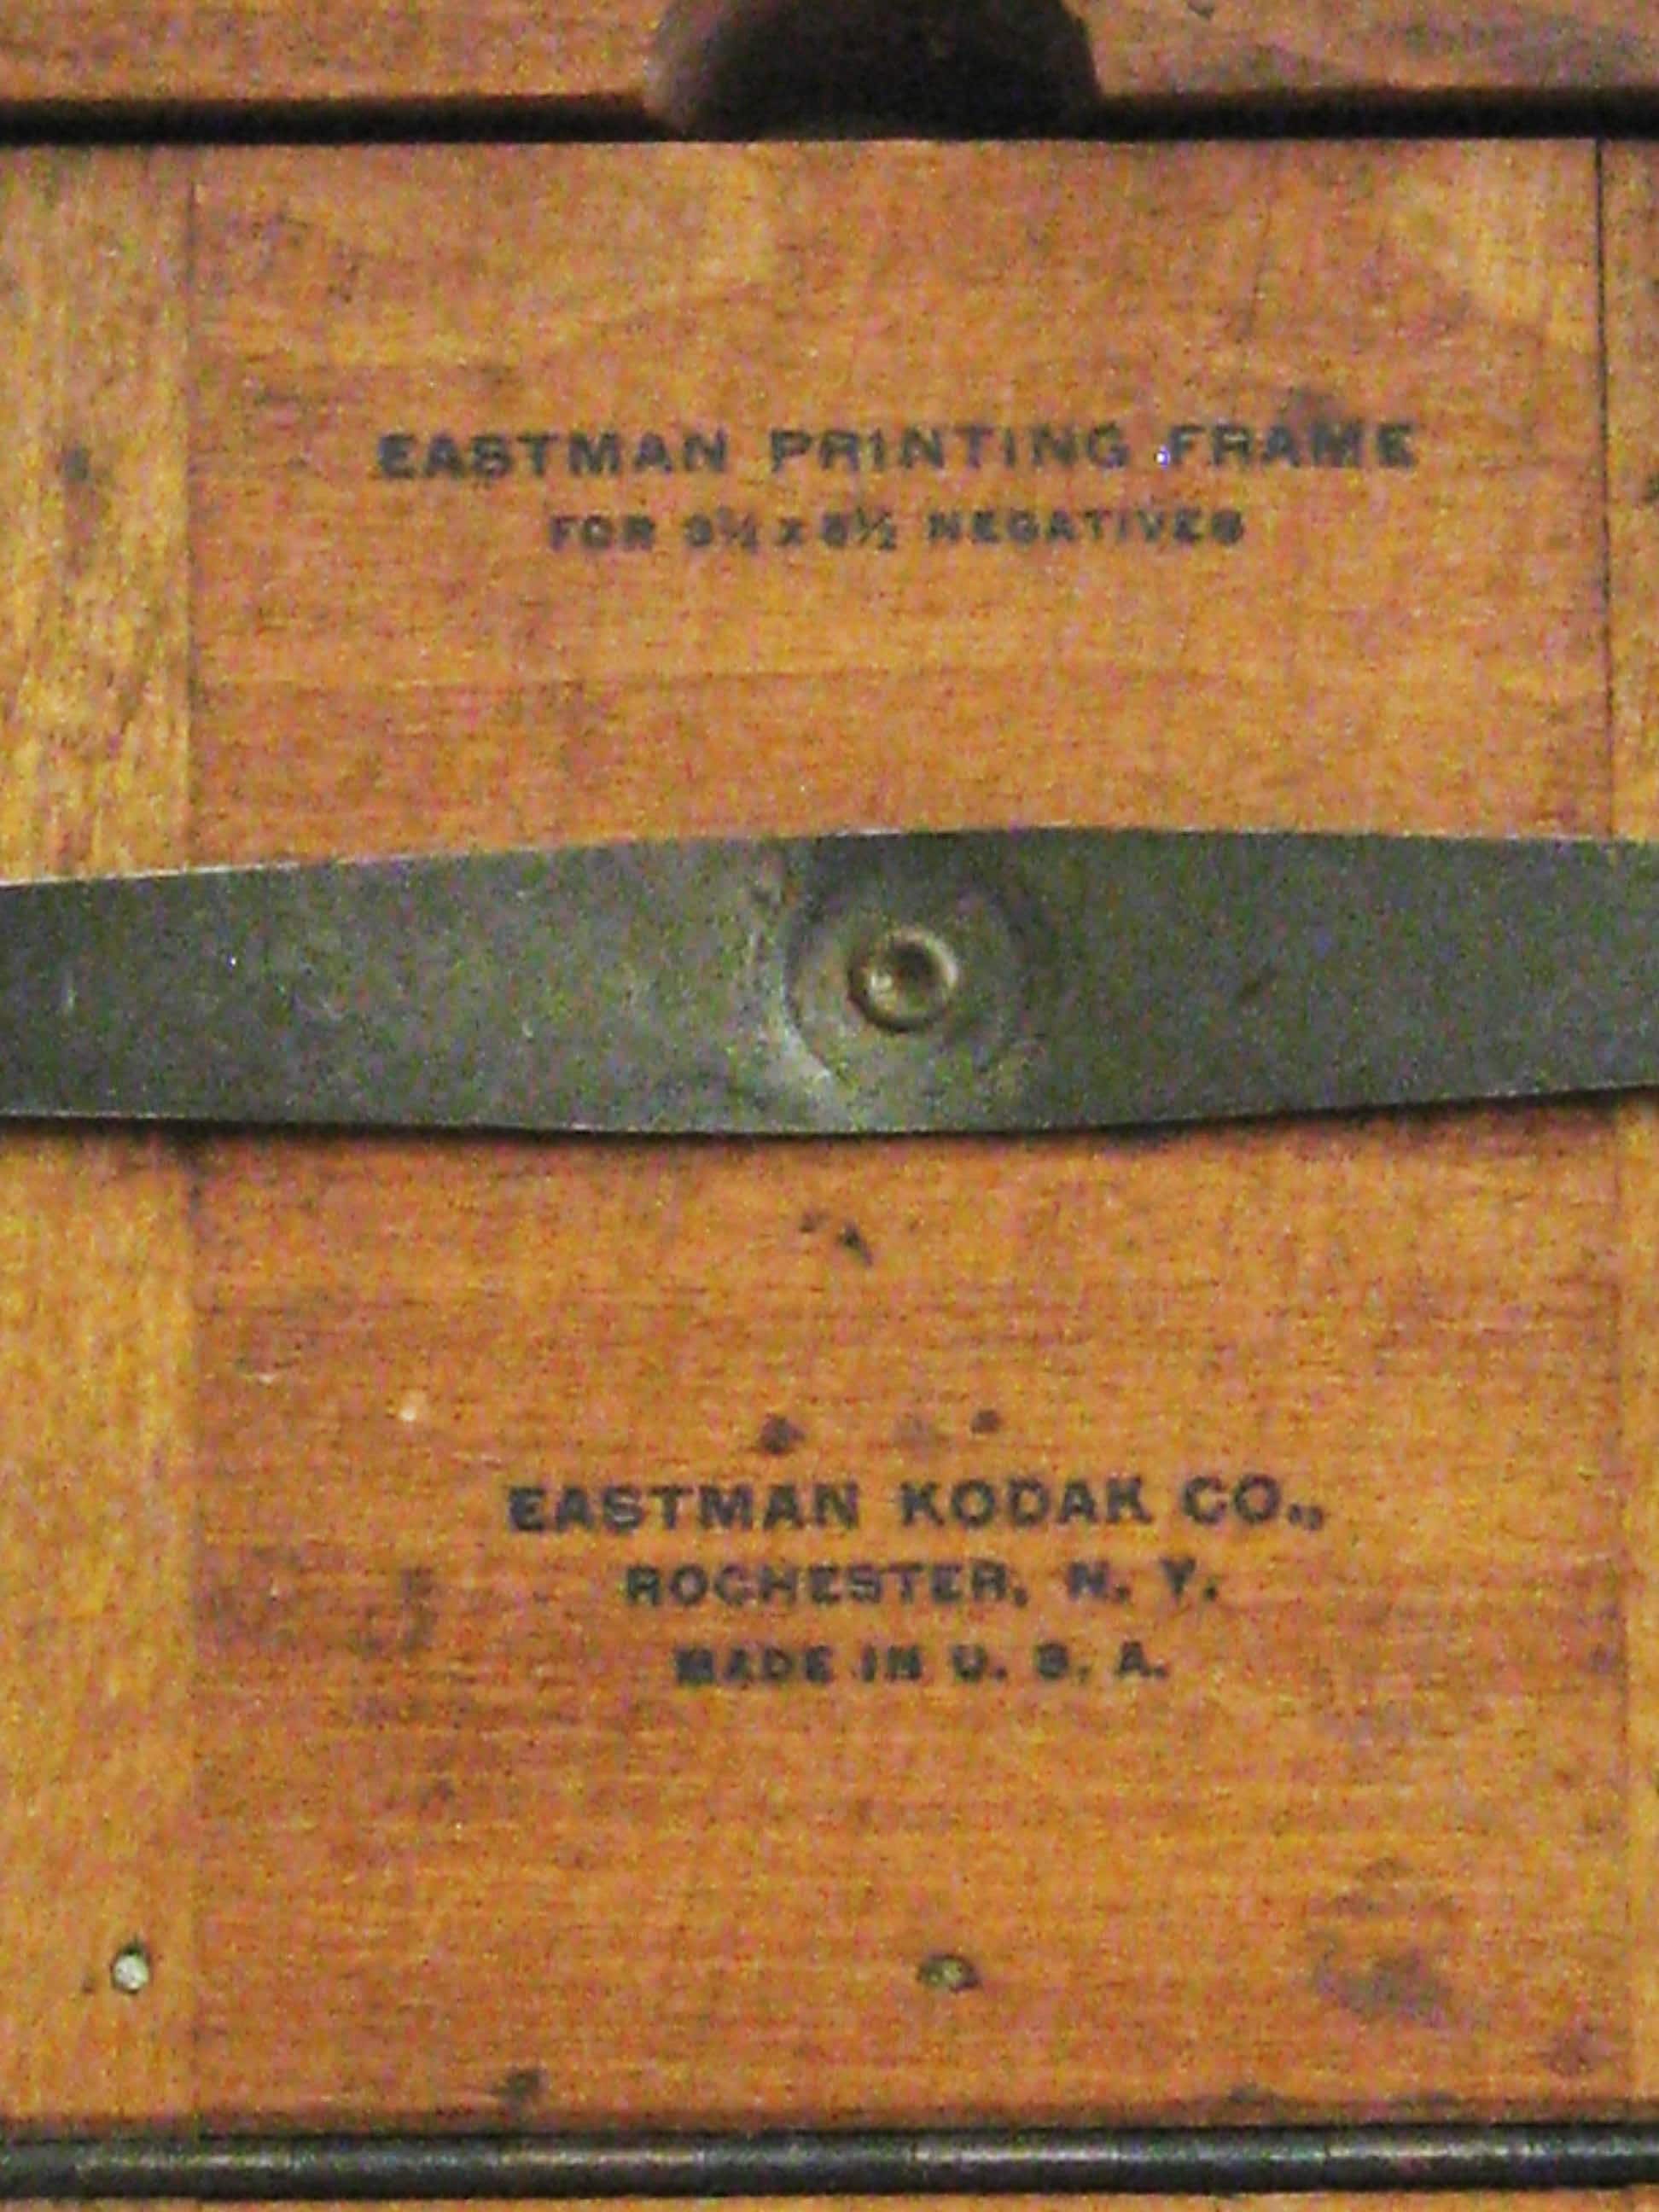 EASTMAN PRINTING FRAME
FOR 3¼ x 5½ NEGATIVES
EASTMAN KODAK CO.,
ROCHESTER, N. Y.
MADE IN U. S. A.